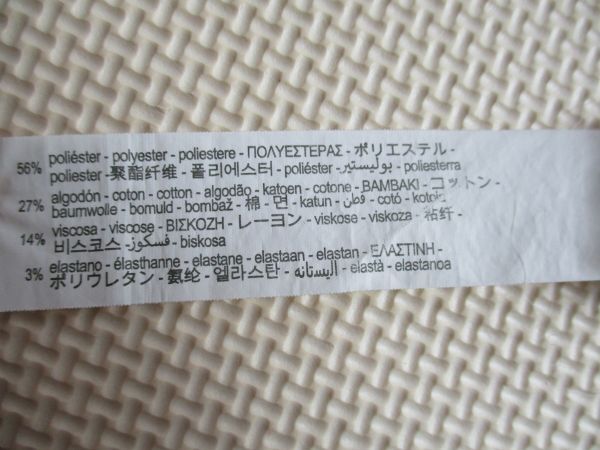 56% poliéster - polyester - poliestere - ΠΟΛΥΕΣΤΕΡΑΣ - ポリエステル -
poliester -聚酯纤维 - 폴리에스터 - poliéster - بوليستير - poliesterra
27% algodón - coton - cotton - algodão - katoen - cotone - BAMBAKI - コットン -
baumwolle - bomuld - bombaž - 棉 - 면 - katun - قطن - cotó - kotoia
14% viscosa - viscose - ΒΙΣΚΟΖΗ - レーヨン - viskose - viskoza - 粘纤 -
비스코스 - فسكوز - biskosa
3% elastano - élasthanne - elastane - elastaan - elastan - ΕΛΑΣΤΙΝΗ -
ポリウレタン - 氨纶 - 엘라스탄 - البستانه - elastà - elastanoa